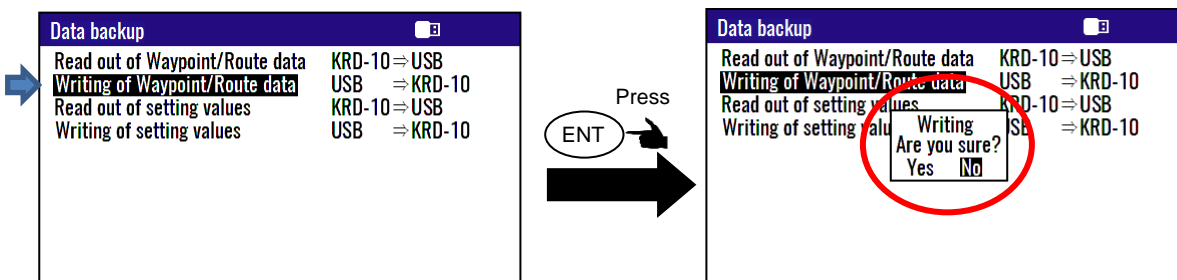 Data backup
Read out of Waypoint/Route data KRD-10⇒USB
Writing of Waypoint/Route data USB ⇒KRD-10
Read out of setting values KRD-10⇒USB
Writing of setting values USB ⇒KRD-10
Press
ENT
Data backup
Read out of Waypoint/Route data KRD-10⇒USB
Writing of Waypoint/Route data USB ⇒KRD-10
Read out of setting values KRD-10⇒USB
Writing of setting valu USB ⇒KRD-10
Writing
Are you sure?
Yes No